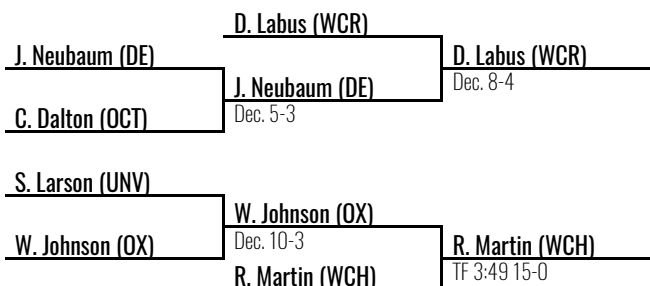 D. Labus (WCR)
J. Neubaum (DE)
D. Labus (WCR)
Dec. 8-4
J. Neubaum (DE)
Dec. 5-3
C. Dalton (OCT)
S. Larson (UNV)
W. Johnson (OX)
Dec. 10-3
W. Johnson (OX)
R. Martin (WCH)
TF 3:49 15-0
R. Martin (WCH)